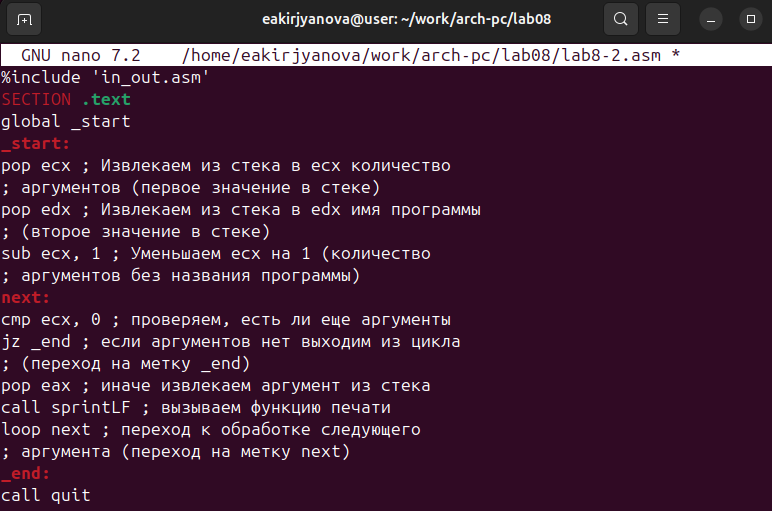 eakirjyanova@user: ~/work/arch-pc/lab08
GNU nano 7.2 /home/eakirjyanova/work/arch-pc/lab08/lab8-2.asm *
%include 'in_out.asm'
SECTION .text
global _start
_start:
pop ecx ; Извлекаем из стека в ecx количество
; аргументов (первое значение в стеке)
pop edx ; Извлекаем из стека в edx имя программы
; (второе значение в стеке)
sub ecx, 1 ; Уменьшаем ecx на 1 (количество
; аргументов без названия программы)
next:
cmp ecx, 0 ; проверяем, есть ли еще аргументы
jz _end ; если аргументов нет выходим из цикла
; (переход на метку _end)
pop eax ; иначе извлекаем аргумент из стека
call sprintLF ; вызываем функцию печати
loop next ; переход к обработке следующего
; аргумента (переход на метку next)
_end:
call quit